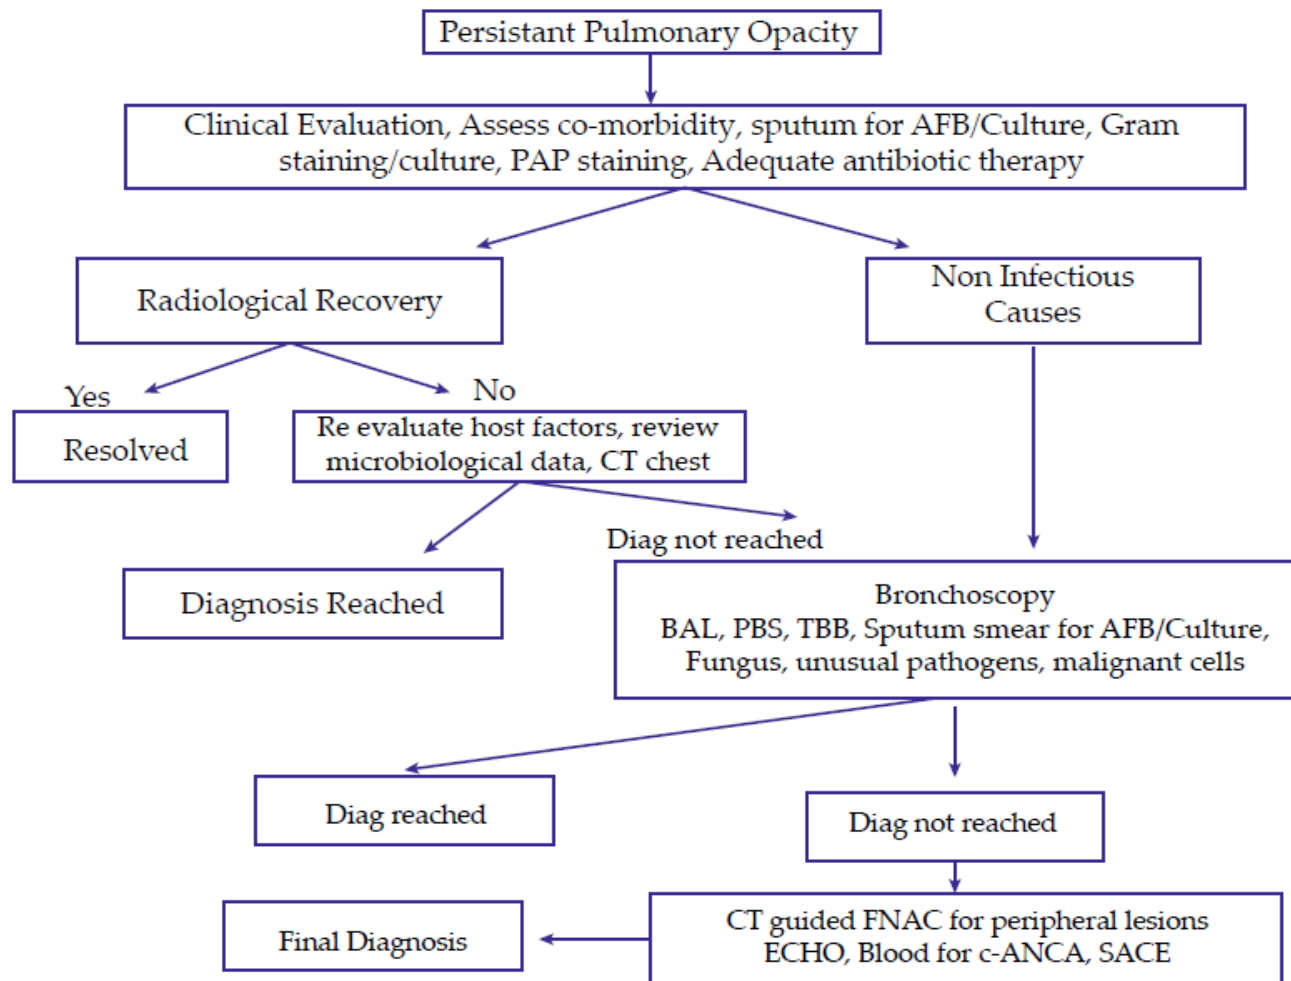 Persistant Pulmonary Opacity
Clinical Evaluation, Assess co-morbidity, sputum for AFB/Culture, Gram
staining/culture, PAP staining, Adequate antibiotic therapy
Radiological Recovery
Non Infectious
Causes
Yes
No
Resolved
Re evaluate host factors, review
microbiological data, CT chest
Diag not reached
Diagnosis Reached
Bronchoscopy
BAL, PBS, TBB, Sputum smear for AFB/Culture,
Fungus, unusual pathogens, malignant cells
Diag reached
Diag not reached
CT guided FNAC for peripheral lesions
ECHO, Blood for c-ANCA, SACE
Final Diagnosis